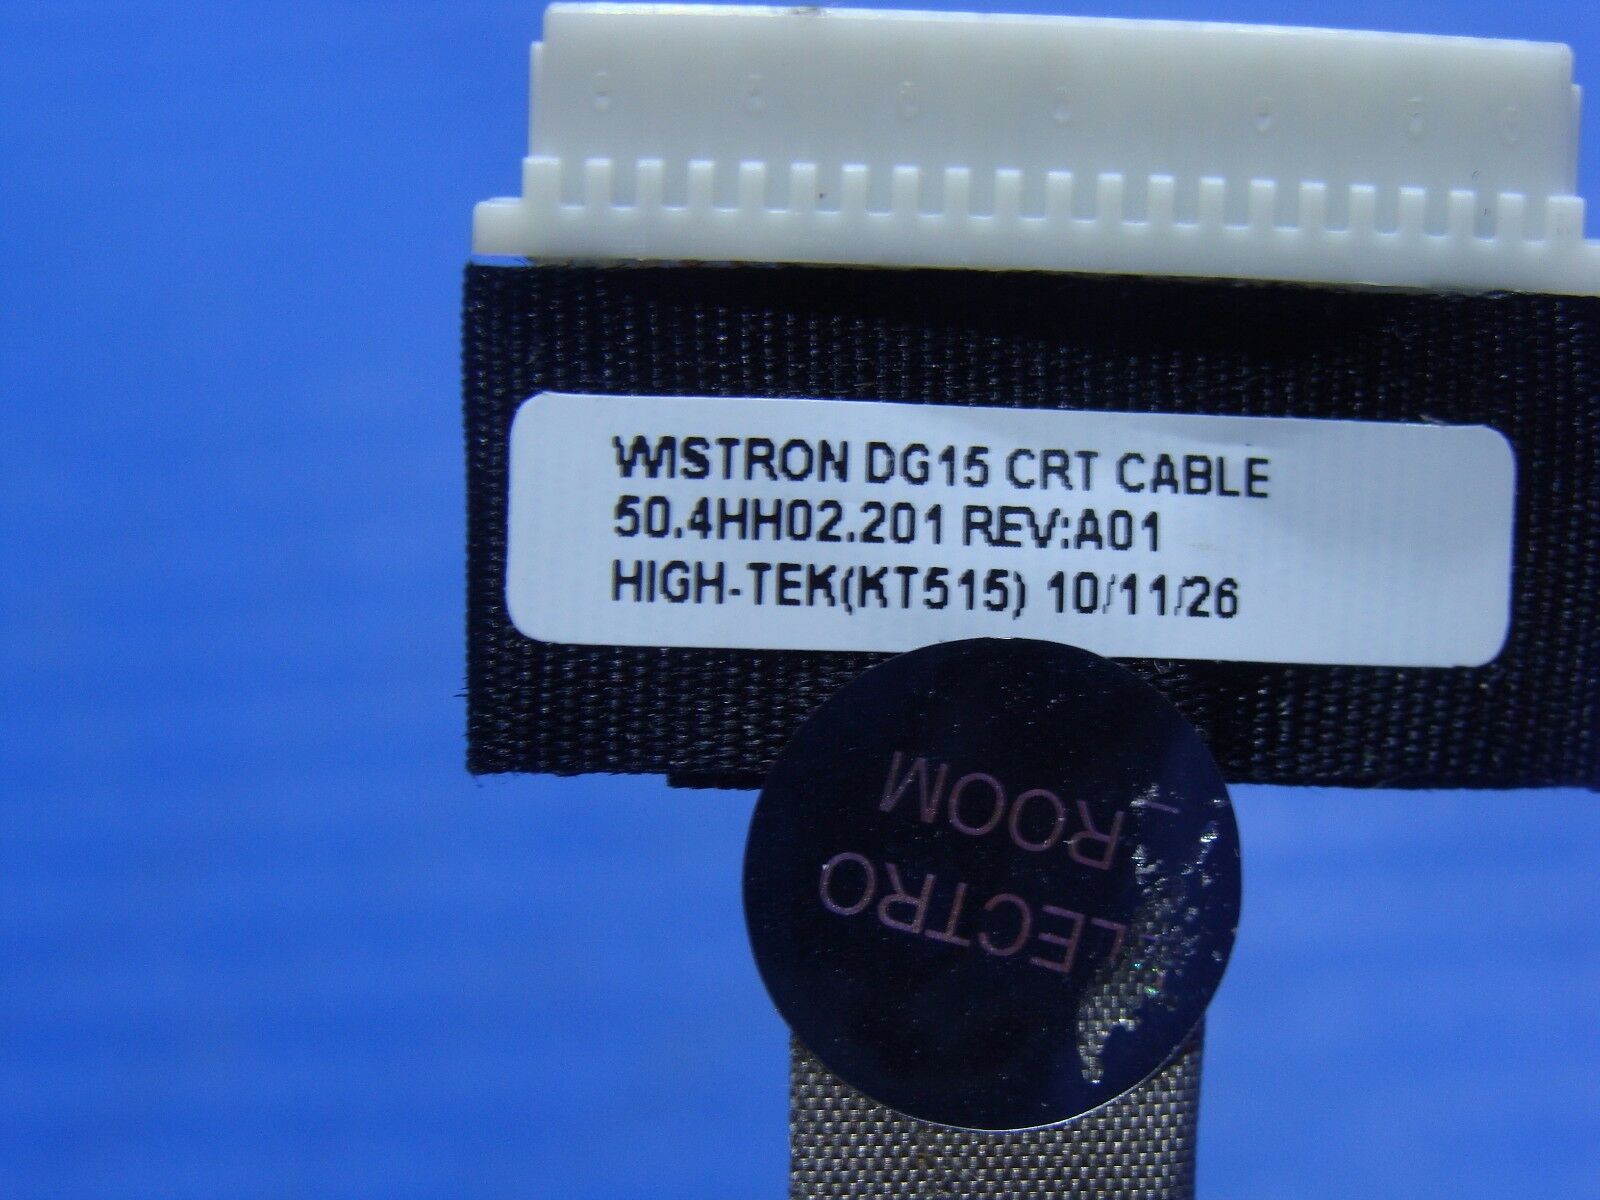 WISTRON DG15 CRT CABLE
50.4HH02.201 REV:A01
HIGH-TEK(KT515) 10/11/26
LECTRO
ROOM